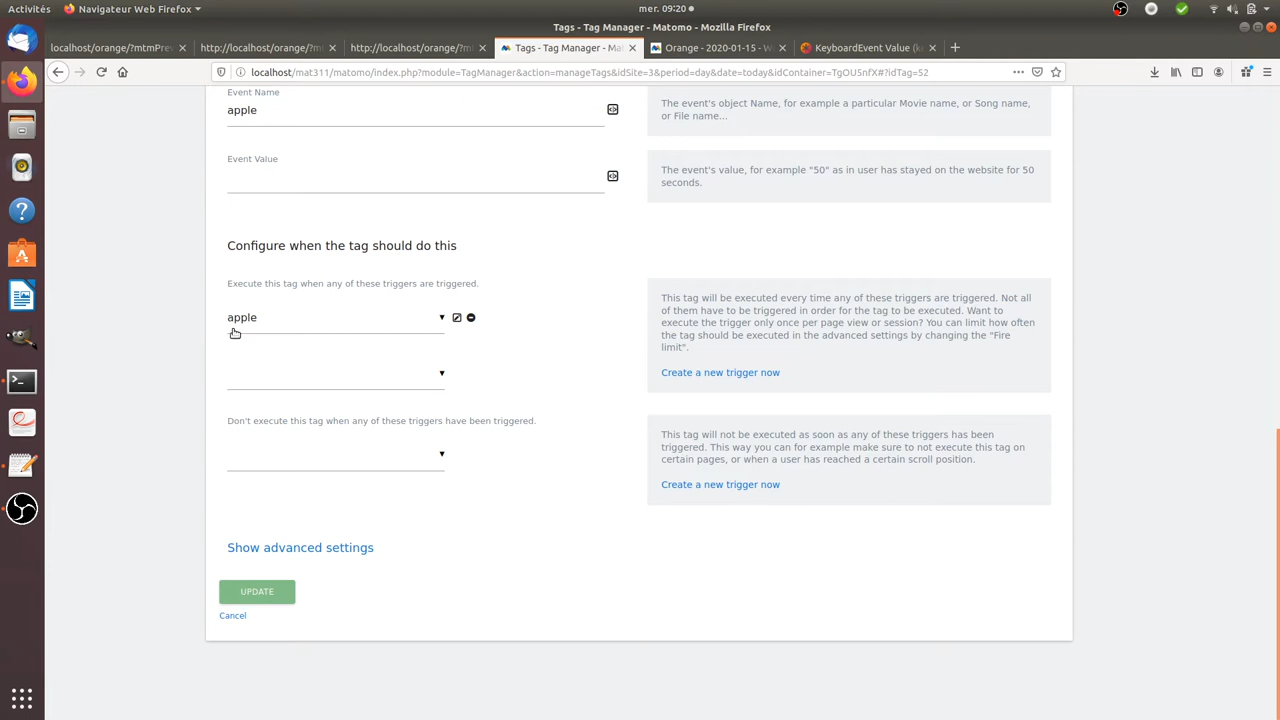 Activités
Navigateur Web Firefox
mer. 09:20
Tags - Tag Manager - Matomo - Mozilla Firefox
localhost/orange/?mtmPre
http://localhost/orange/?m
http://localhost/orange/?m
Tags - Tag Manager - Mat
Orange - 2020-01-15 - W
KeyboardEvent Value (k
localhost/mat311/matomo/index.php?module=TagManager&action=manageTags&idSite=3&period=day&date=today&idContainer=TgOU5nfX#?idTag=52
Event Name
apple
The event's object Name, for example a particular Movie name, or Song name,
or File name...
Event Value
The event's value, for example "50" as in user has stayed on the website for 50
seconds.
Configure when the tag should do this
Execute this tag when any of these triggers are triggered.
apple
This tag will be executed every time any of these triggers are triggered. Not all
of them have to be triggered in order for the tag to be executed. Want to
execute the trigger only once per page view or session? You can limit how often
the tag should be executed in the advanced settings by changing the "Fire
limit".
Create a new trigger now
Don't execute this tag when any of these triggers have been triggered.
This tag will not be executed as soon as any of these triggers has been
triggered. This way you can for example make sure to not execute this tag on
certain pages, or when a user has reached a certain scroll position.
Create a new trigger now
Show advanced settings
UPDATE
Cancel